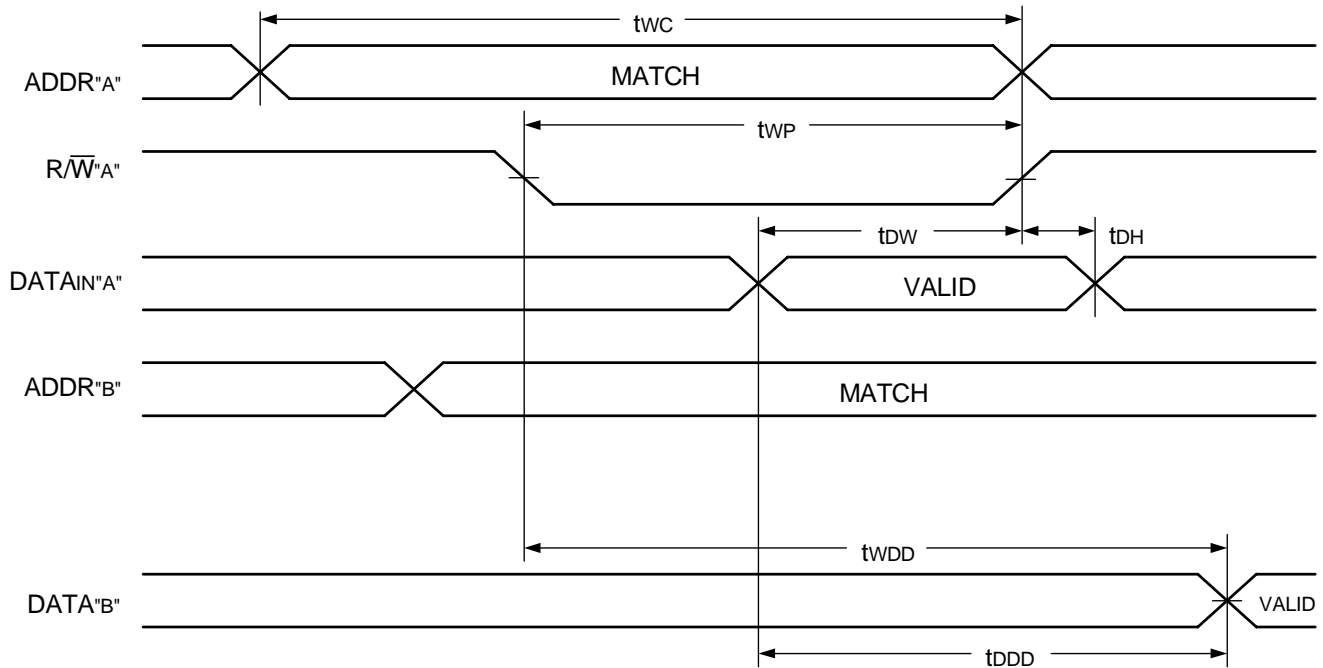 tWC
ADDR"A"
MATCH
tWP
R/W̅"A"
tDW
tDH
DATAIN"A"
VALID
ADDR"B"
MATCH
tWDD
DATA"B"
VALID
tDDD